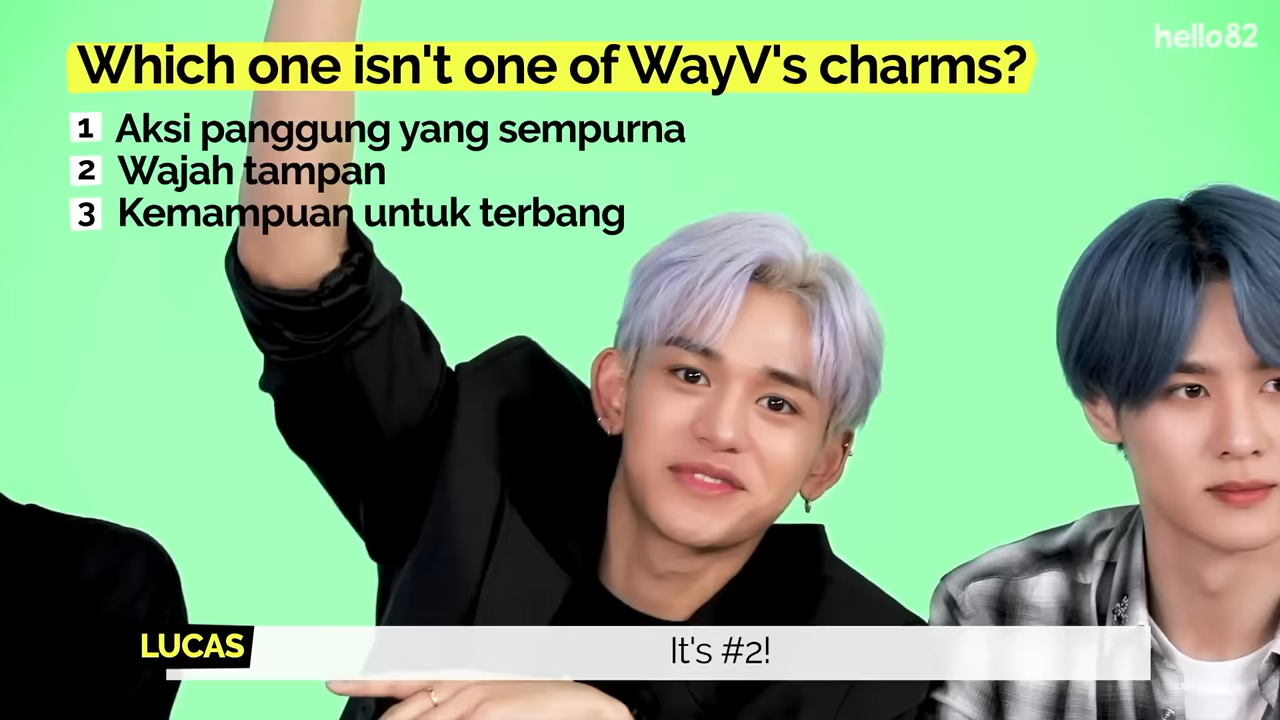 hello82
Which one isn't one of WayV's charms?
1 Aksi panggung yang sempurna
2 Wajah tampan
3 Kemampuan untuk terbang
LUCAS
It's #2!